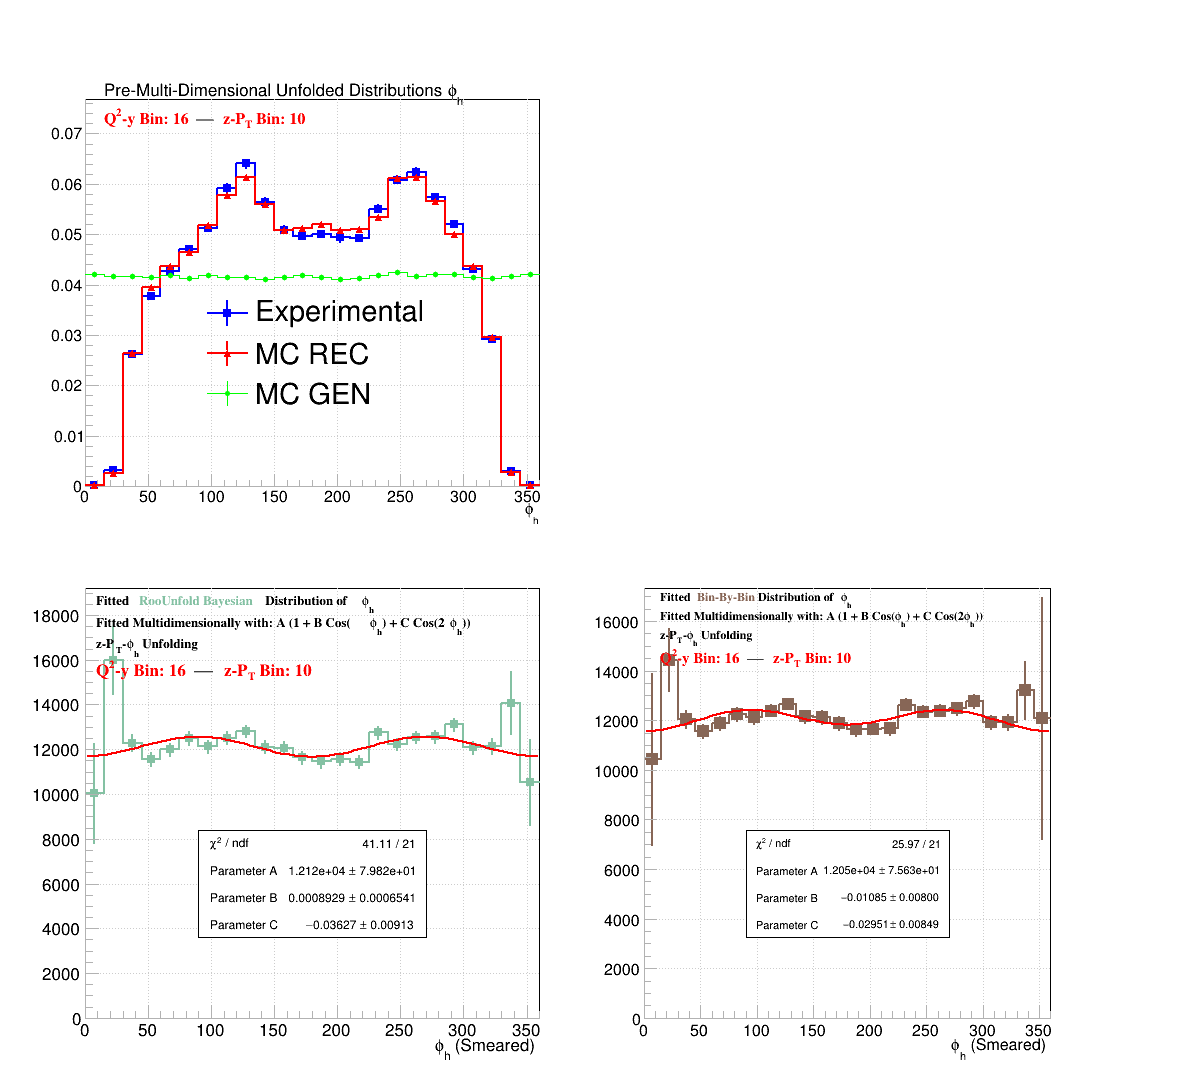 Pre-Multi-Dimensional Unfolded Distributions ϕh
Q2-y Bin: 16 — z-PT Bin: 10
0.07
0.06
0.05
0.04
0.03
0.02
0.01
0
Experimental
MC REC
MC GEN
0 50 100 150 200 250 300 350
ϕh
Fitted RooUnfold Bayesian Distribution of ϕh
Fitted Multidimensionally with: A (1 + B Cos( ϕh) + C Cos(2 ϕh))
z-PT-ϕh Unfolding
Q2-y Bin: 16 — z-PT Bin: 10
18000
16000
14000
12000
10000
8000
6000
4000
2000
0
χ2 / ndf 41.11 / 21
Parameter A 1.212e+04 ± 7.982e+01
Parameter B 0.0008929 ± 0.0006541
Parameter C −0.03627 ± 0.00913
0 50 100 150 200 250 300 350
ϕh (Smeared)
Fitted Bin-By-Bin Distribution of ϕh
Fitted Multidimensionally with: A (1 + B Cos(ϕh) + C Cos(2ϕh))
z-PT-ϕh Unfolding
Q2-y Bin: 16 — z-PT Bin: 10
16000
14000
12000
10000
8000
6000
4000
2000
0
χ2 / ndf 25.97 / 21
Parameter A 1.205e+04 ± 7.563e+01
Parameter B −0.01085 ± 0.00800
Parameter C −0.02951 ± 0.00849
0 50 100 150 200 250 300 350
ϕh (Smeared)